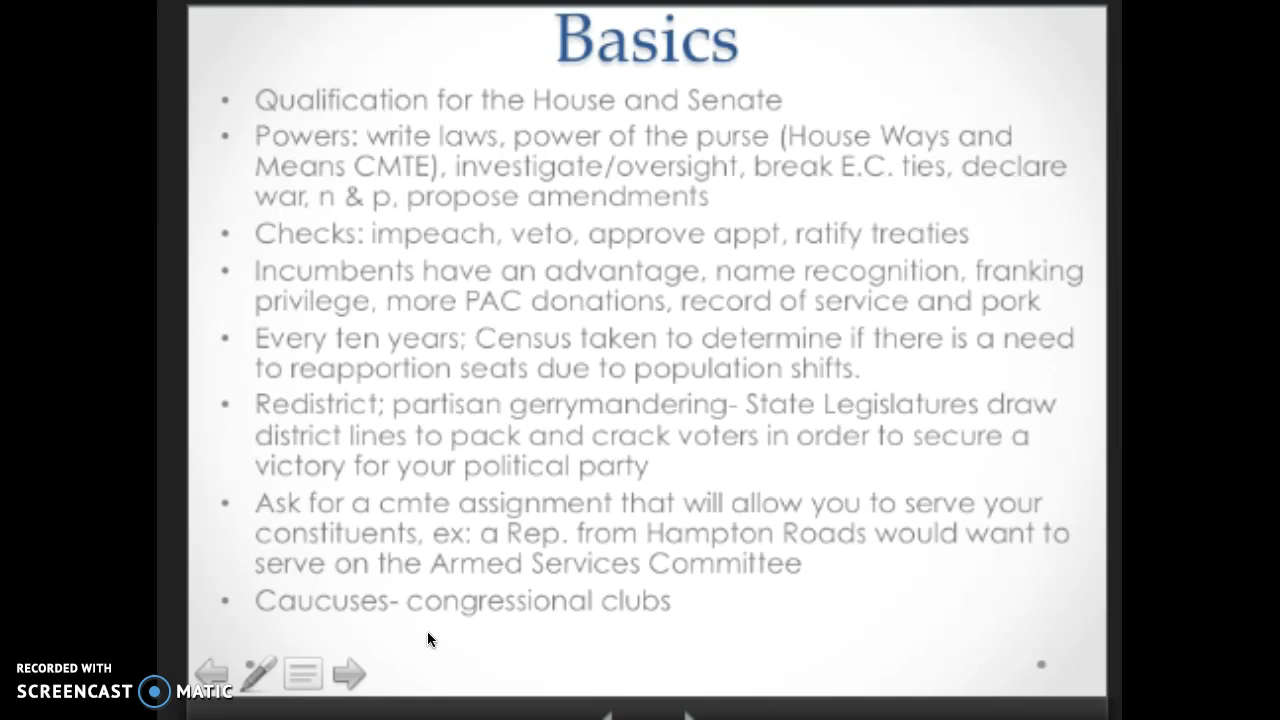 Basics
• Qualification for the House and Senate
• Powers: write laws, power of the purse (House Ways and
Means CMTE), investigate/oversight, break E.C. ties, declare
war, n & p, propose amendments
• Checks: impeach, veto, approve appt, ratify treaties
• Incumbents have an advantage, name recognition, franking
privilege, more PAC donations, record of service and pork
• Every ten years; Census taken to determine if there is a need
to reapportion seats due to population shifts.
• Redistrict; partisan gerrymandering- State Legislatures draw
district lines to pack and crack voters in order to secure a
victory for your political party
• Ask for a cmte assignment that will allow you to serve your
constituents, ex: a Rep. from Hampton Roads would want to
serve on the Armed Services Committee
• Caucuses- congressional clubs
RECORDED WITH
SCREENCAST MATIC